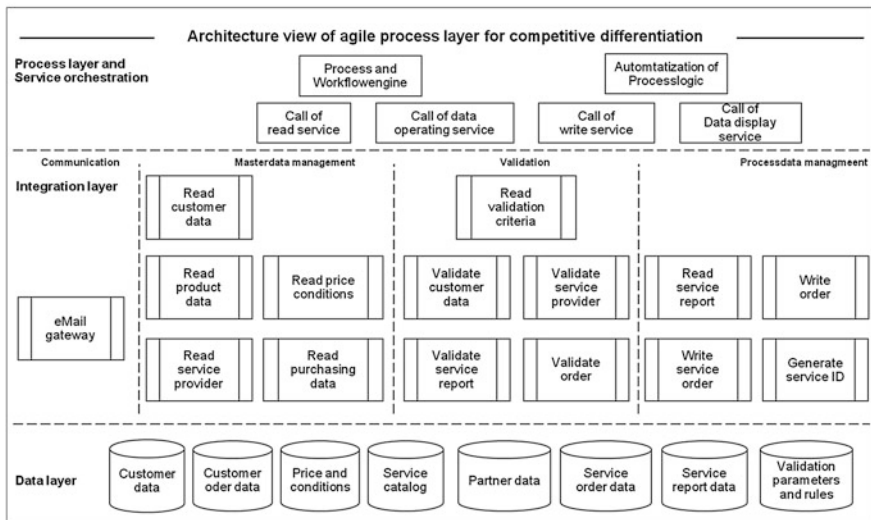 Architecture view of agile process layer for competitive differentiation
Process layer and
Service orchestration
Process and
Workflowengine
Automtatization of
Processlogic
Call of
read service
Call of data
operating service
Call of
write service
Call of
Data display
service
Communication
Masterdata management
Validation
Processdata managmeent
Integration layer
Read
customer
data
Read
validation
criteria
eMail
gateway
Read
product
data
Read price
conditions
Validate
customer
data
Validate
service
provider
Read
service
report
Write
order
Read
service
provider
Read
purchasing
data
Validate
service
report
Validate
order
Write
service
order
Generate
service ID
Data layer
Customer
data
Customer
oder data
Price and
conditions
Service
catalog
Partner data
Service
order data
Service
report data
Validation
parameters
and rules